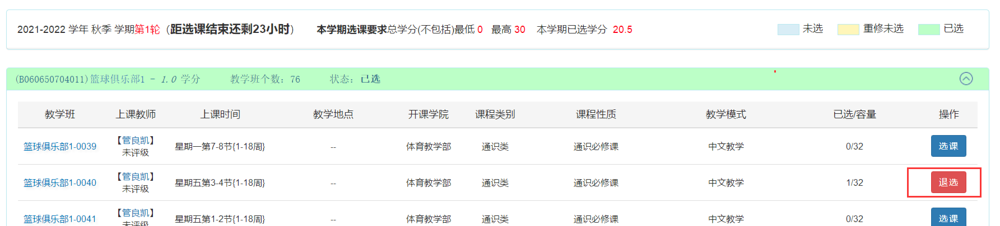 2021-2022 学年 秋季 学期第1轮（距选课结束还剩23小时） 本学期选课要求总学分(不包括)最低 0 最高 30 本学期已选学分 20.5 未选 重修未选 已选
(B060650704011)篮球俱乐部1 - 1.0 学分 教学班个数：76 状态：已选
教学班 上课教师 上课时间 教学地点 开课学院 课程类别 课程性质 教学模式 已选/容量 操作
篮球俱乐部1-0039 【管良凯】未评级 星期一第7-8节{1-18周} -- 体育教学部 通识类 通识必修课 中文教学 0/32 选课
篮球俱乐部1-0040 【管良凯】未评级 星期五第3-4节{1-18周} -- 体育教学部 通识类 通识必修课 中文教学 1/32 退选
篮球俱乐部1-0041 【管良凯】未评级 星期五第1-2节{1-18周} -- 体育教学部 通识类 通识必修课 中文教学 0/32 选课